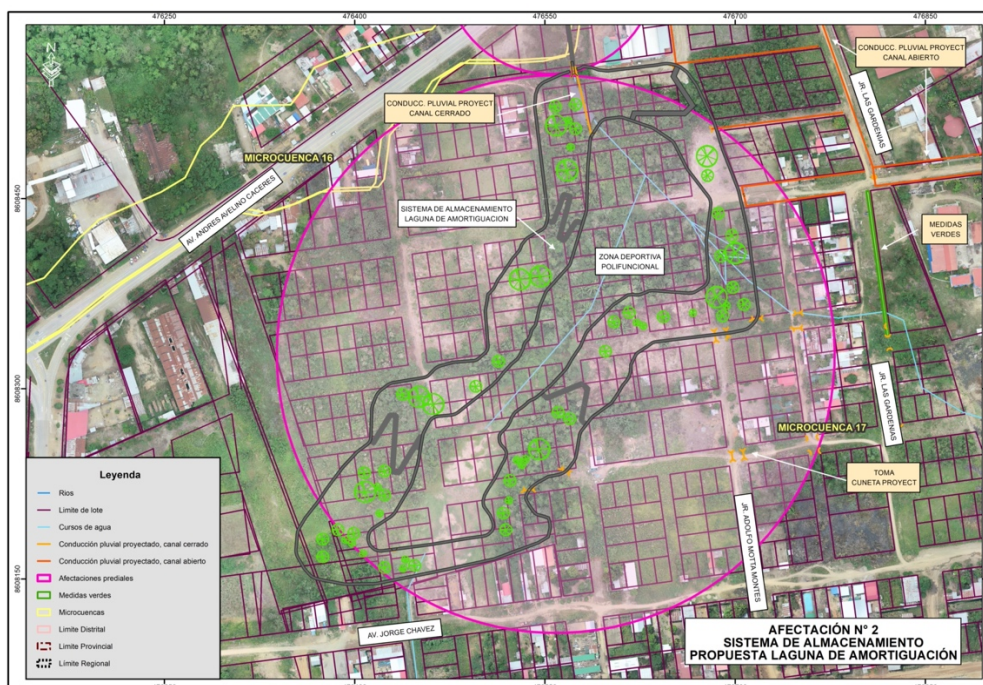 476250
476400
476550
476700
476850
N
CONDUCC. PLUVIAL PROYECT
CANAL ABIERTO
CONDUCC. PLUVIAL PROYECT
CANAL CERRADO
JR. LAS GARDENIAS
MICROCUENCA 16
AV. ANDRES AVELINO CACERES
8608450
SISTEMA DE ALMACENAMIENTO
LAGUNA DE AMORTIGUACION
MEDIDAS
VERDES
ZONA DEPORTIVA
POLIFUNCIONAL
8608300
JR. LAS GARDENIAS
MICROCUENCA 17
TOMA
CUNETA PROYECT
JR. ADOLFO MOTTA MONTES
8608150
AV. JORGE CHAVEZ
Leyenda
Rios
Limite de lote
Cursos de agua
Conducción pluvial proyectado, canal cerrado
Conducción pluvial proyectado, canal abierto
Afectaciones prediales
Medidas verdes
Microcuencas
Limite Distrital
Limite Provincial
Limite Regional
AFECTACIÓN N° 2
SISTEMA DE ALMACENAMIENTO
PROPUESTA LAGUNA DE AMORTIGUACIÓN